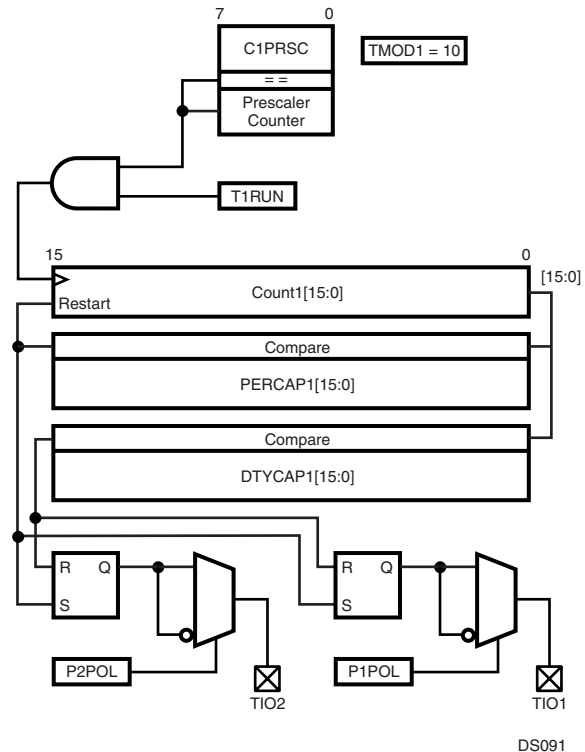 7 0
C1PRSC
TMOD1 = 10
= =
Prescaler
Counter
T1RUN
15 0
[15:0]
Count1[15:0]
Restart
Compare
PERCAP1[15:0]
Compare
DTYCAP1[15:0]
R Q R Q
S S
P2POL P1POL
TIO2 TIO1
DS091